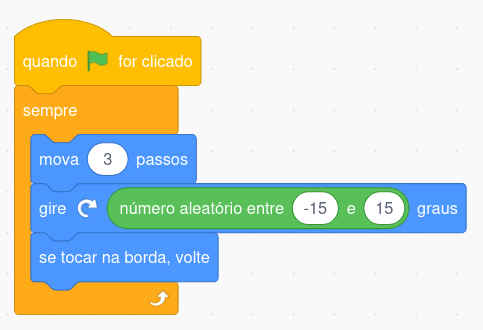 quando for clicado
sempre
mova 3 passos
gire número aleatório entre -15 e 15 graus
se tocar na borda, volte